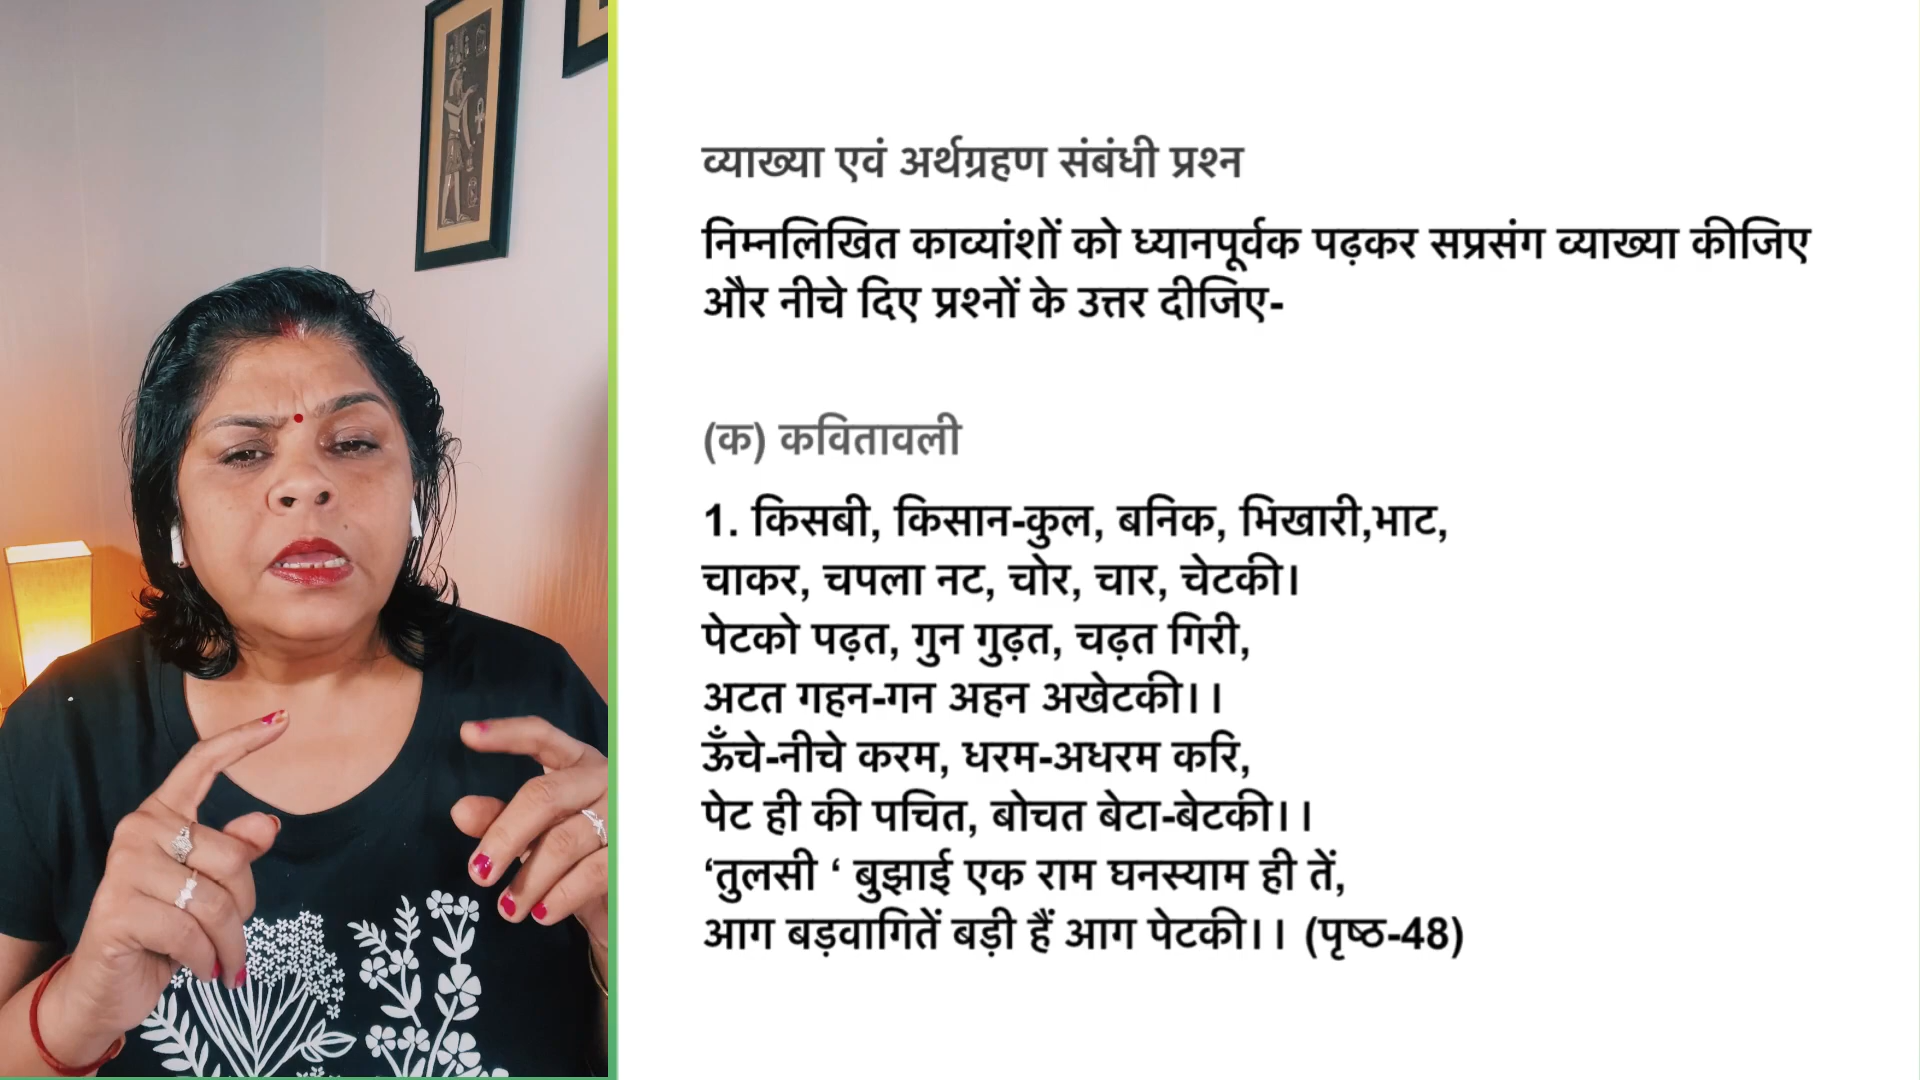 व्याख्या एवं अर्थग्रहण संबंधी प्रश्न
निम्नलिखित काव्यांशों को ध्यानपूर्वक पढ़कर सप्रसंग व्याख्या कीजिए
और नीचे दिए प्रश्नों के उत्तर दीजिए-
(क) कवितावली
1. किसबी, किसान-कुल, बनिक, भिखारी,भाट,
चाकर, चपला नट, चोर, चार, चेटकी।
पेटको पढ़त, गुन गुढ़त, चढ़त गिरी,
अटत गहन-गन अहन अखेटकी।।
ऊँचे-नीचे करम, धरम-अधरम करि,
पेट ही की पचित, बोचत बेटा-बेटकी।।
‘तुलसी ‘ बुझाई एक राम घनस्याम ही तें,
आग बड़वागितें बड़ी हैं आग पेटकी।। (पृष्ठ-48)